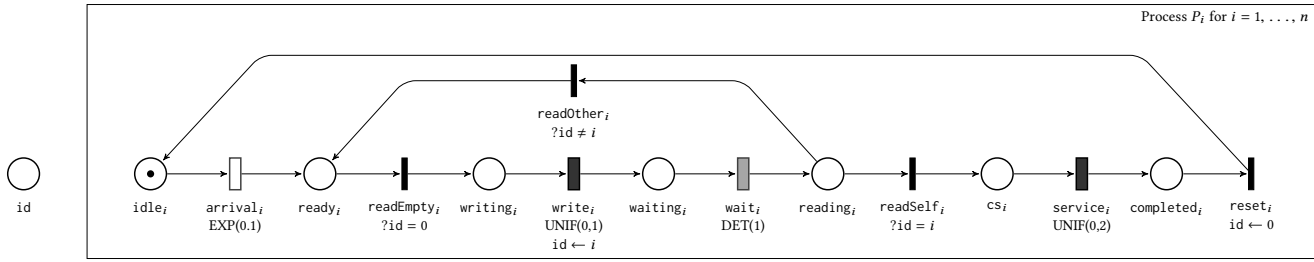 Process P_i for i = 1, . . . , n
readOther_i
?id ≠ i
id
idle_i
arrival_i
EXP(0.1)
ready_i
readEmpty_i
?id = 0
writing_i
write_i
UNIF(0,1)
id ← i
waiting_i
wait_i
DET(1)
reading_i
readSelf_i
?id = i
cs_i
service_i
UNIF(0,2)
completed_i
reset_i
id ← 0